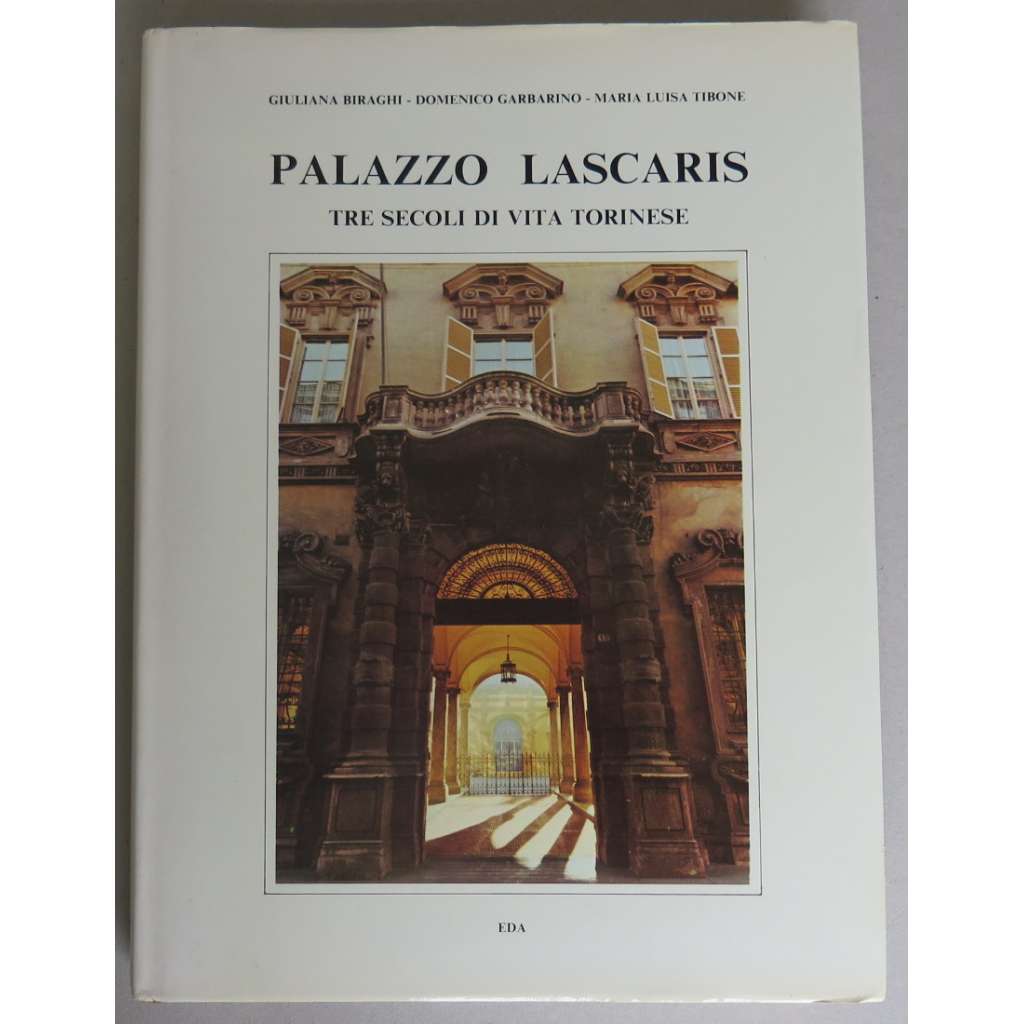 GIULIANA BIRAGHI - DOMENICO GARBARINO - MARIA LUISA TIBONE
PALAZZO LASCARIS
TRE SECOLI DI VITA TORINESE
EDA